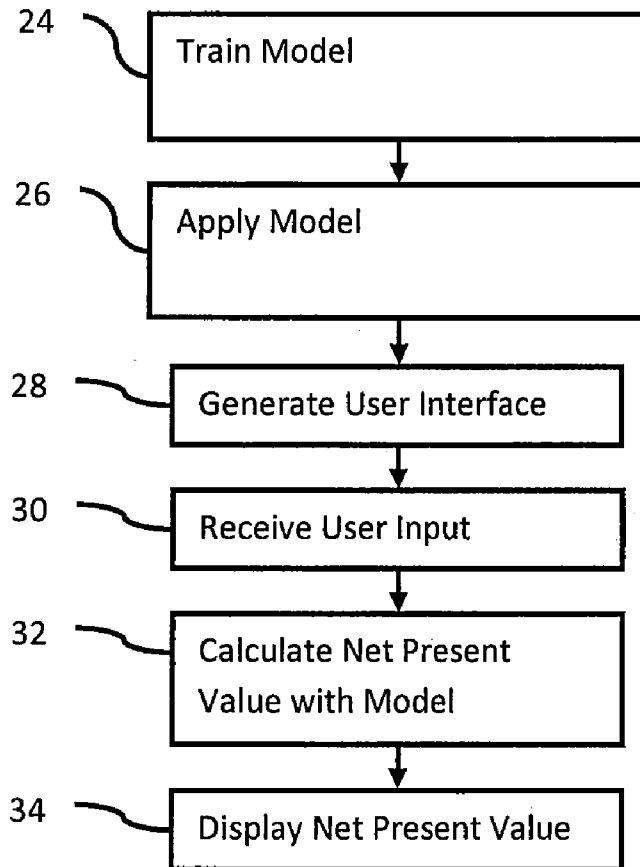 24
Train Model
26
Apply Model
28
Generate User Interface
30
Receive User Input
32
Calculate Net Present
Value with Model
34
Display Net Present Value